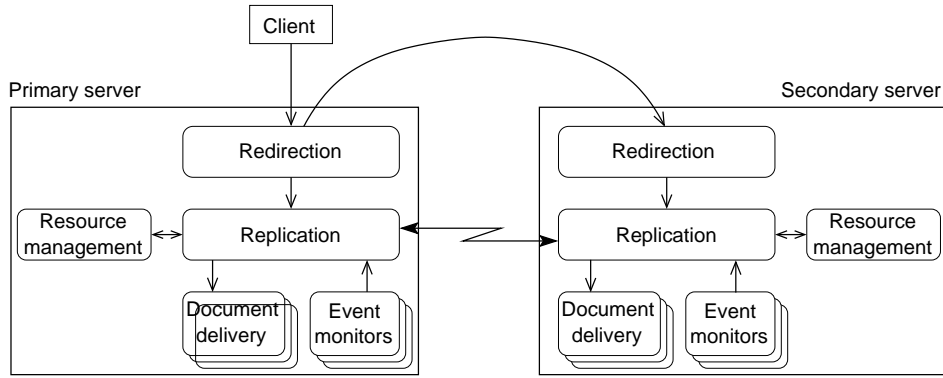 Client
Primary server
Secondary server
Redirection
Redirection
Resource
management
Replication
Replication
Resource
management
Document
delivery
Event
monitors
Document
delivery
Event
monitors